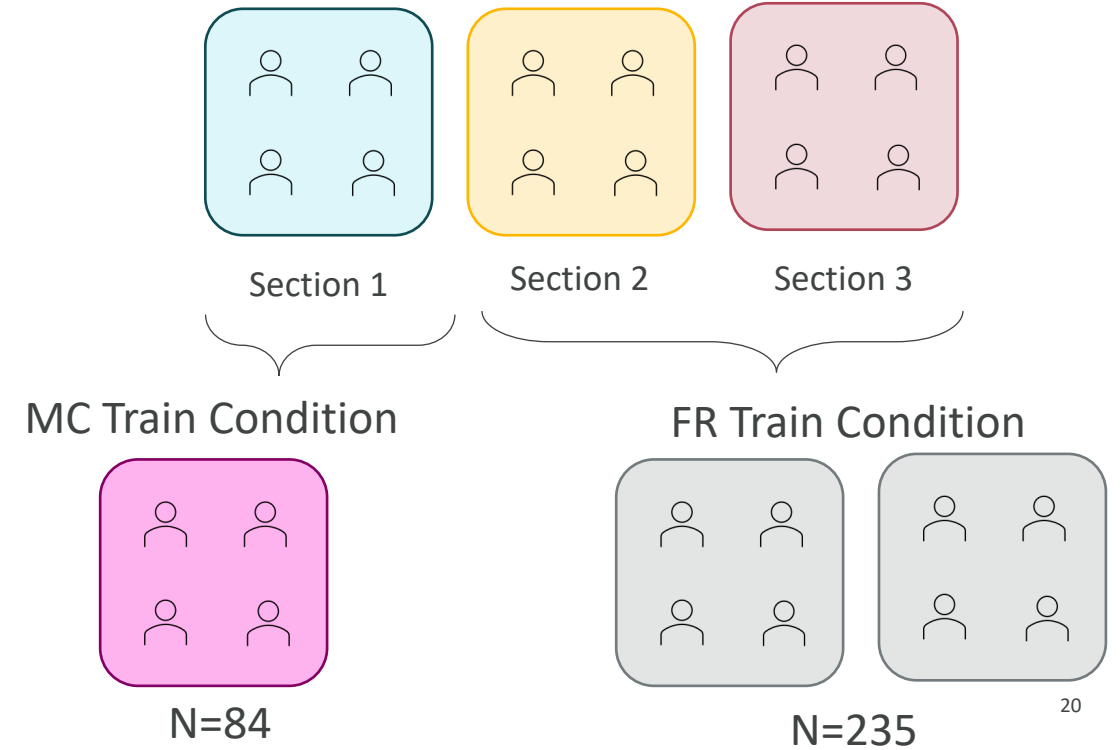 Section 1
Section 2
Section 3
MC Train Condition
FR Train Condition
N=84
N=235
20